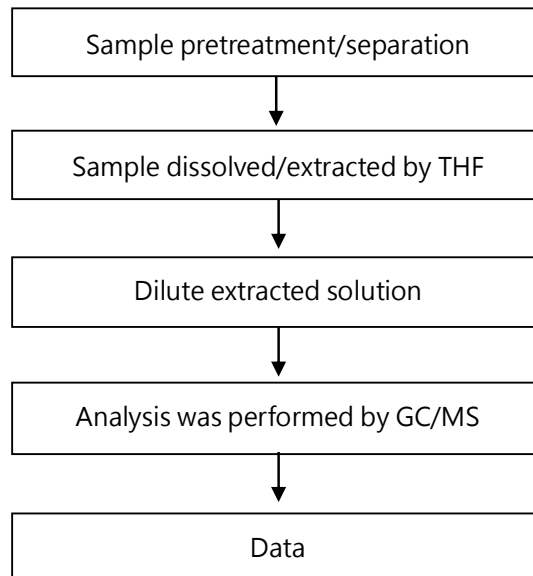 Sample pretreatment/separation
Sample dissolved/extracted by THF
Dilute extracted solution
Analysis was performed by GC/MS
Data